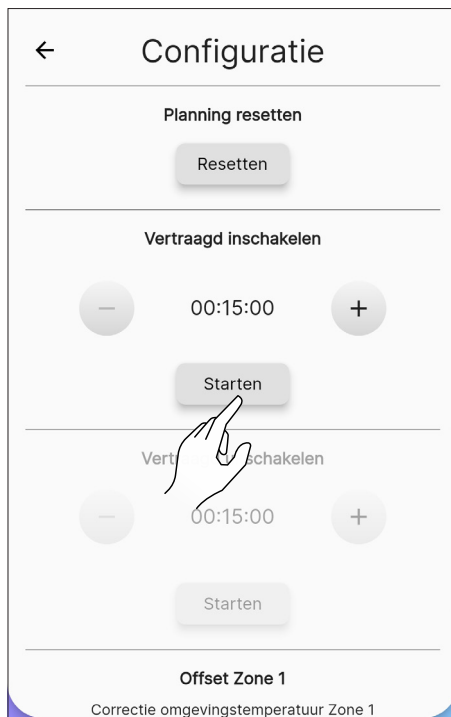 Configuratie
Planning resetten
Resetten
Vertraagd inschakelen
− 00:15:00 +
Starten
schakelen
− 00:15:00 +
Starten
Offset Zone 1
Correctie omgevingstemperatuur Zone 1